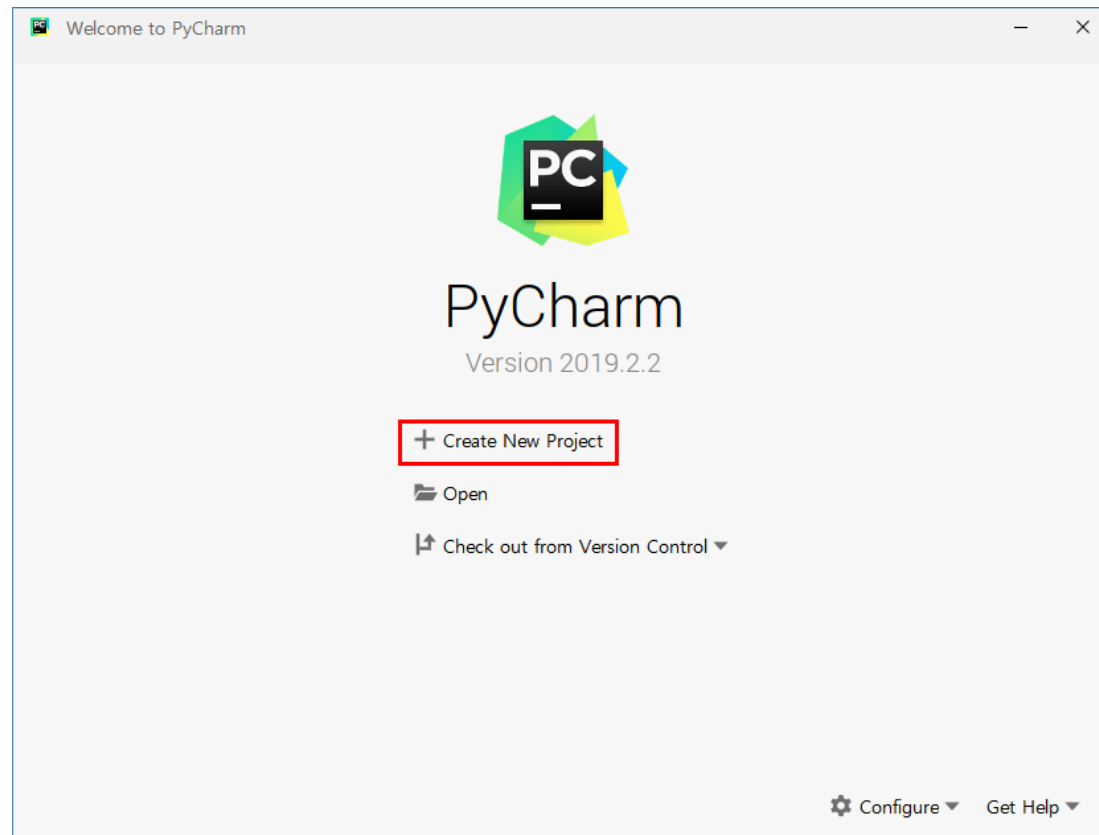 Welcome to PyCharm
PC
PyCharm
Version 2019.2.2
Create New Project
Open
Check out from Version Control
Configure Get Help